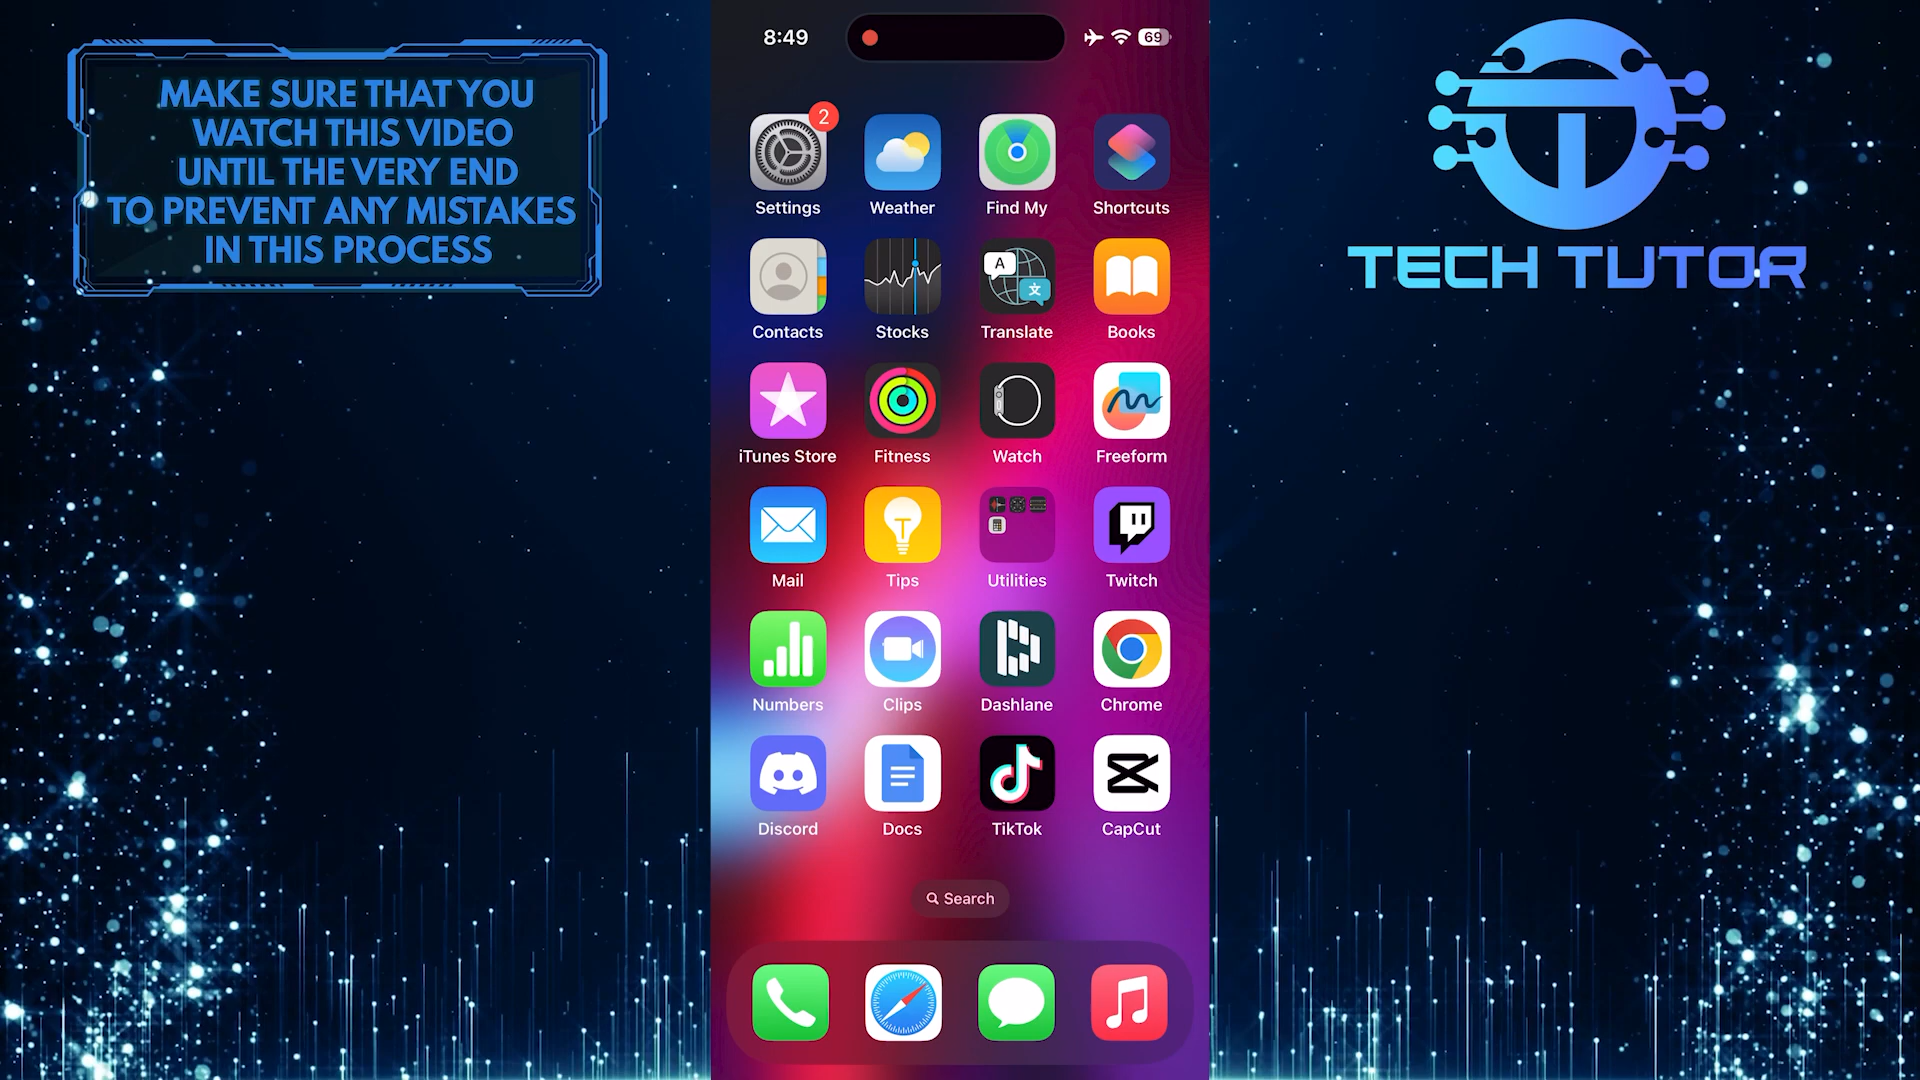 MAKE SURE THAT YOU
WATCH THIS VIDEO
UNTIL THE VERY END
TO PREVENT ANY MISTAKES
IN THIS PROCESS
8:49
69
2
Settings Weather Find My Shortcuts
A
文
Contacts Stocks Translate Books
iTunes Store Fitness Watch Freeform
Mail Tips Utilities Twitch
Numbers Clips Dashlane Chrome
Discord Docs TikTok CapCut
Search
TECH TUTOR